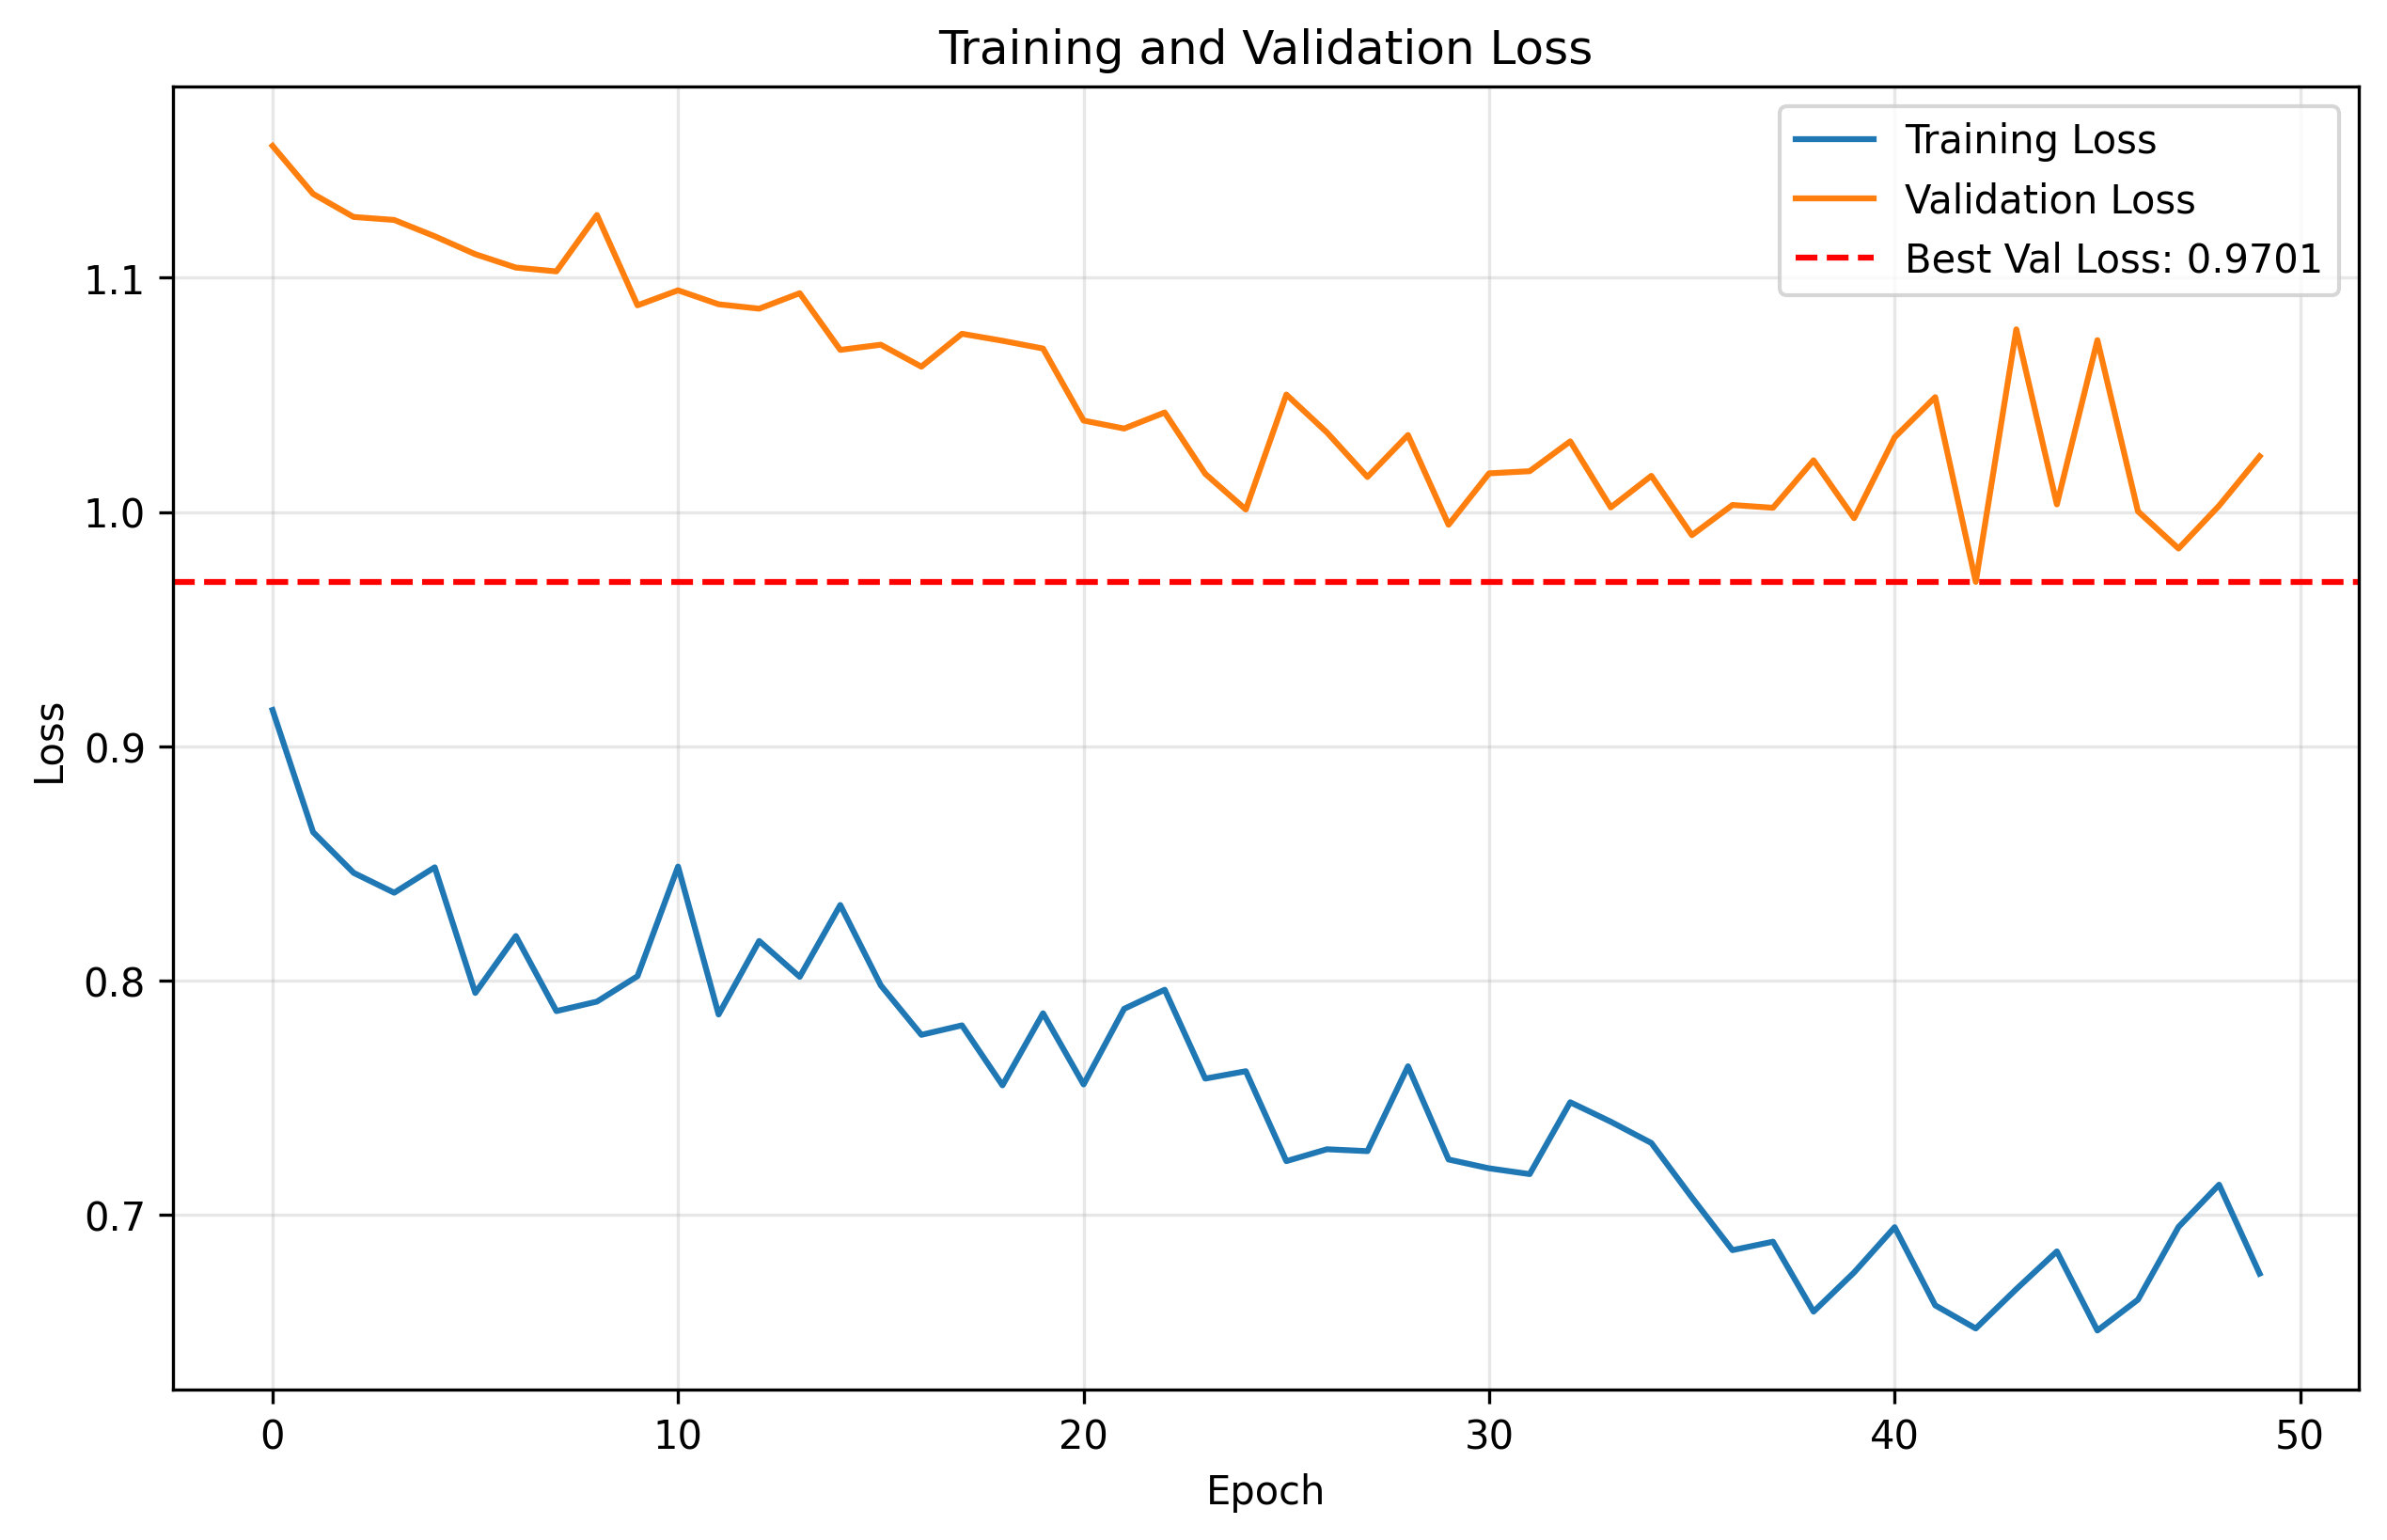 Training and Validation Loss
Training Loss
Validation Loss
Best Val Loss: 0.9701
1.1
1.0
0.9
0.8
0.7
Loss
0 10 20 30 40 50
Epoch